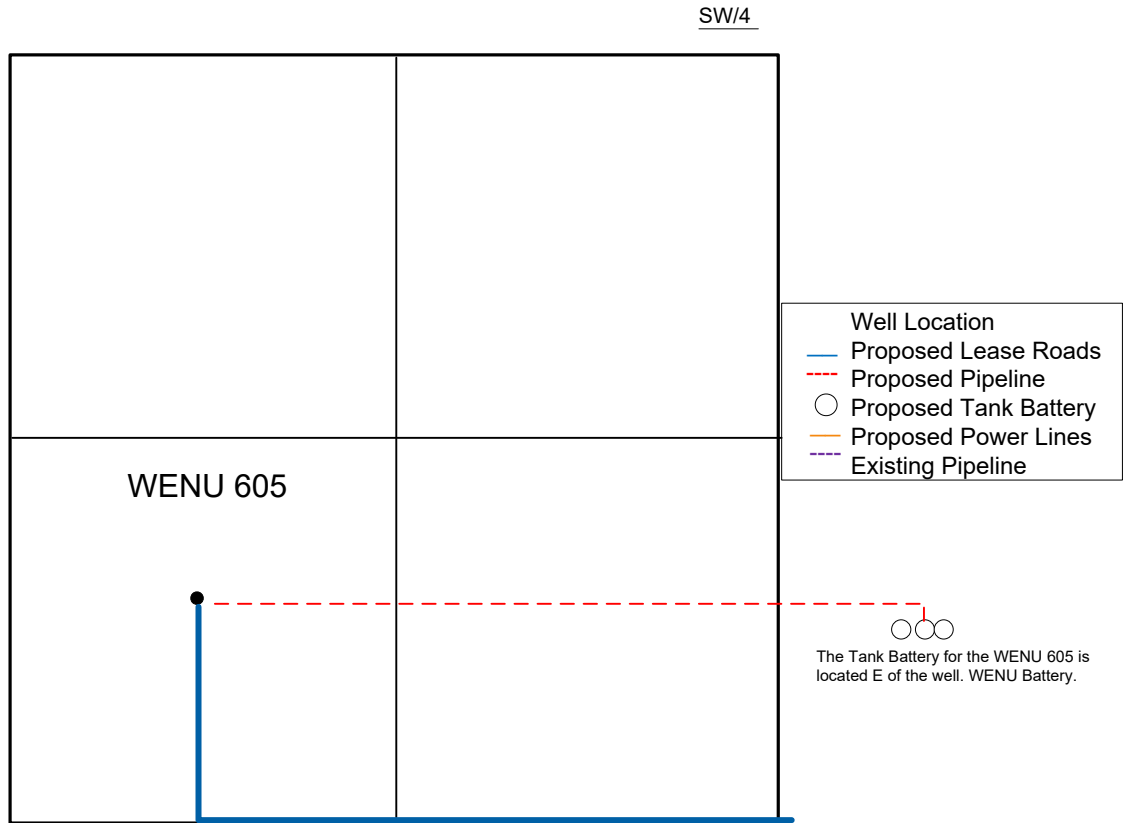 SW/4
Well Location
Proposed Lease Roads
Proposed Pipeline
Proposed Tank Battery
Proposed Power Lines
Existing Pipeline
WENU 605
The Tank Battery for the WENU 605 is
located E of the well. WENU Battery.